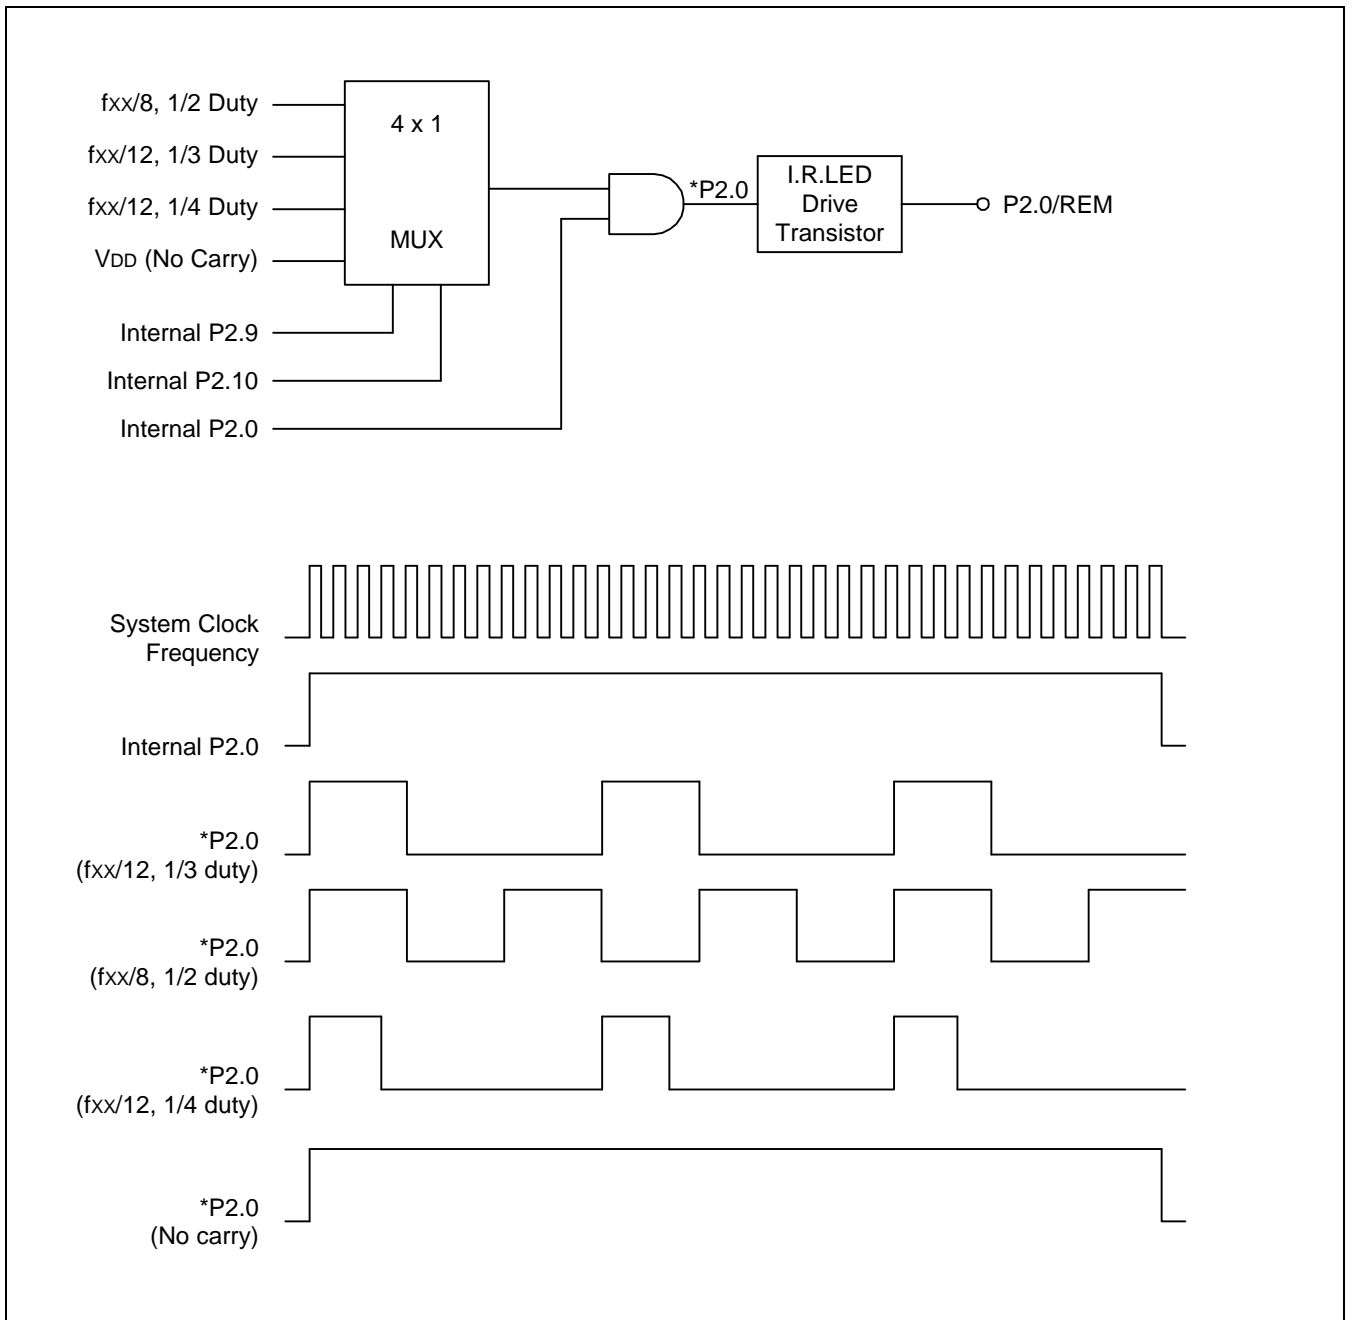 fxx/8, 1/2 Duty
fxx/12, 1/3 Duty
fxx/12, 1/4 Duty
VDD (No Carry)
4 x 1
MUX
Internal P2.9
Internal P2.10
Internal P2.0
*P2.0
I.R.LED
Drive
Transistor
P2.0/REM
System Clock
Frequency
Internal P2.0
*P2.0
(fxx/12, 1/3 duty)
*P2.0
(fxx/8, 1/2 duty)
*P2.0
(fxx/12, 1/4 duty)
*P2.0
(No carry)